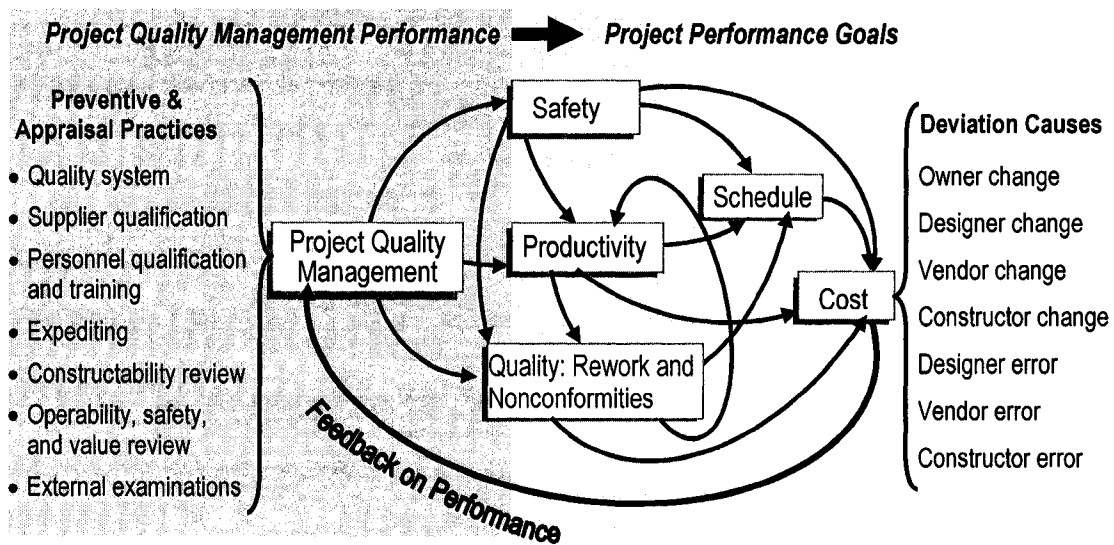 Project Quality Management Performance
Project Performance Goals
Preventive &
Appraisal Practices
• Quality system
• Supplier qualification
• Personnel qualification
and training
• Expediting
• Constructability review
• Operability, safety,
and value review
• External examinations
Project Quality
Management
Safety
Productivity
Quality: Rework and
Nonconformities
Schedule
Cost
Feedback on Performance
Deviation Causes
Owner change
Designer change
Vendor change
Constructor change
Designer error
Vendor error
Constructor error